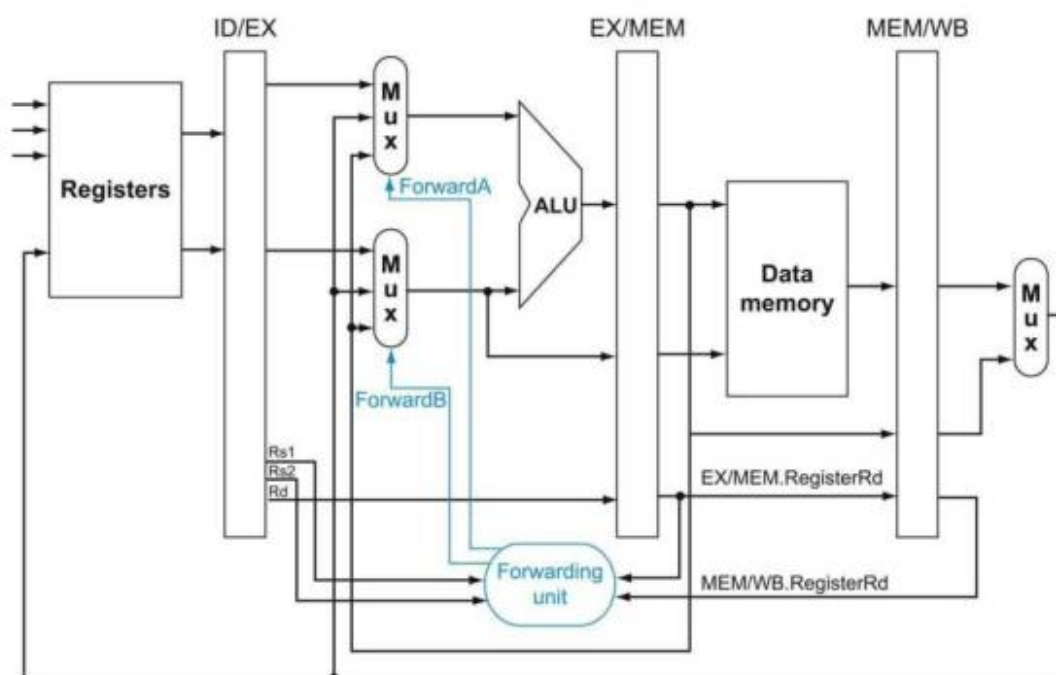 ID/EX
EX/MEM
MEM/WB
Registers
M
u
x
ForwardA
ALU
M
u
x
Data
memory
M
u
x
ForwardB
Rs1
Rs2
Rd
EX/MEM.RegisterRd
Forwarding
unit
MEM/WB.RegisterRd